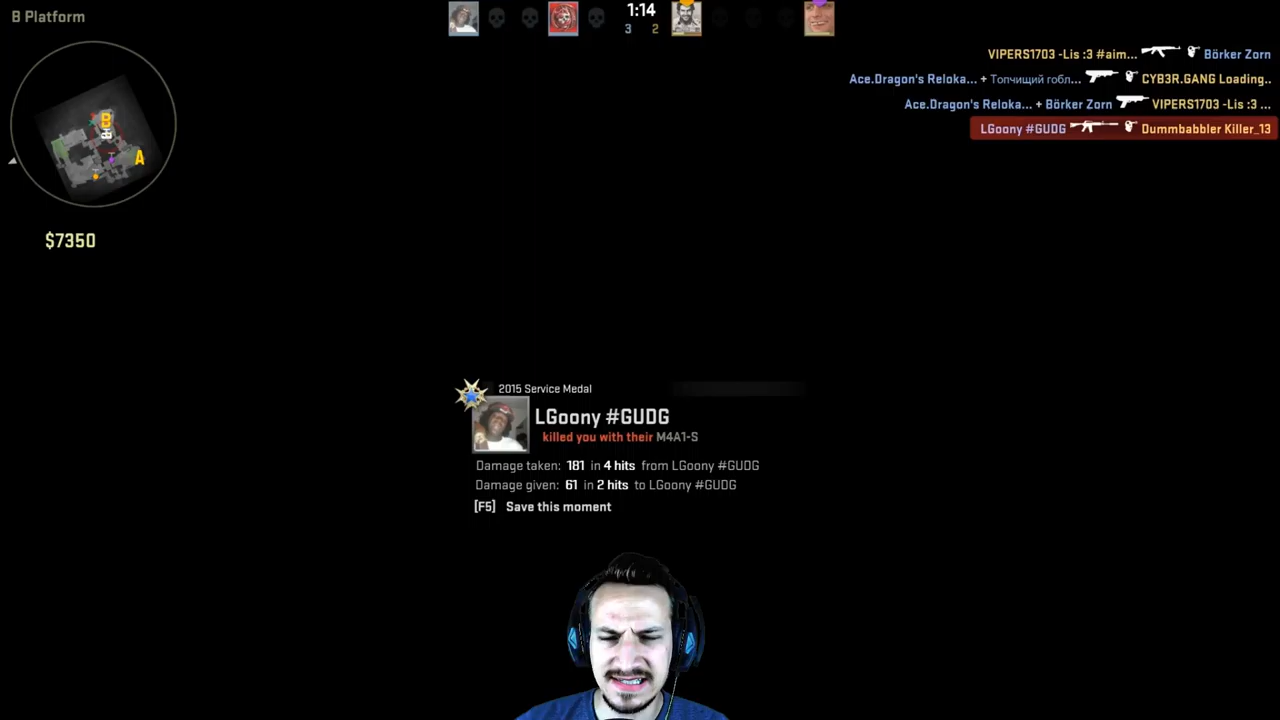 B Platform
1:14
3 2
VIPERS1703 -Lis :3 #aim... Börker Zorn
Ace.Dragon's Reloka... + Топчищий гобл... CYB3R.GANG Loading..
Ace.Dragon's Reloka... + Börker Zorn VIPERS1703 -Lis :3 ...
LGoony #GUDG Dummbabbler Killer_13
B
A
$7350
2015 Service Medal
LGoony #GUDG
killed you with their M4A1-S
Damage taken: 181 in 4 hits from LGoony #GUDG
Damage given: 61 in 2 hits to LGoony #GUDG
[F5] Save this moment